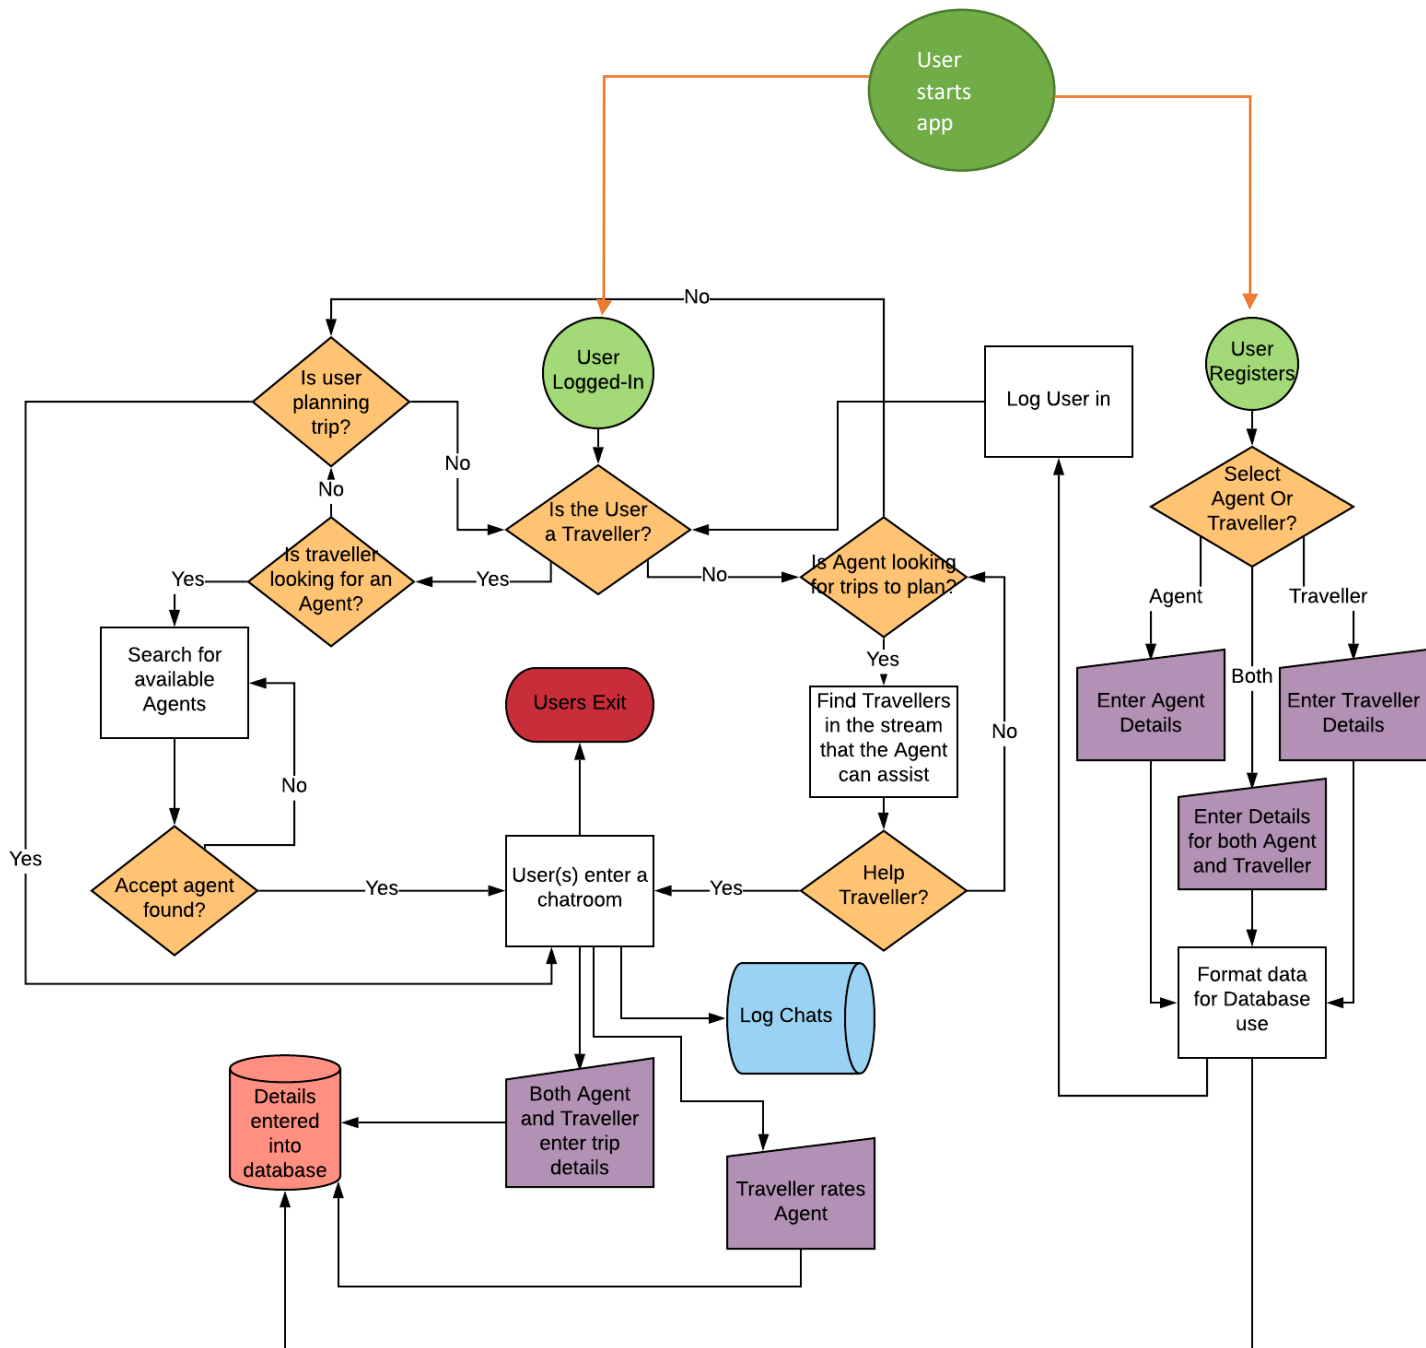 User
starts
app
No
User
Logged-In
User
Registers
Is user
planning
trip?
Log User in
No
Select
Agent Or
Traveller?
No
Is the User
a Traveller?
Is traveller
looking for an
Agent?
Yes
Yes
No
Is Agent looking
for trips to plan?
Agent
Traveller
Search for
available
Agents
Yes
Both
Users Exit
Find Travellers
in the stream
that the Agent
can assist
No
Enter Agent
Details
Enter Traveller
Details
No
Enter Details
for both Agent
and Traveller
Yes
Accept agent
found?
Yes
User(s) enter a
chatroom
Yes
Help
Traveller?
Format data
for Database
use
Log Chats
Details
entered
into
database
Both Agent
and Traveller
enter trip
details
Traveller rates
Agent